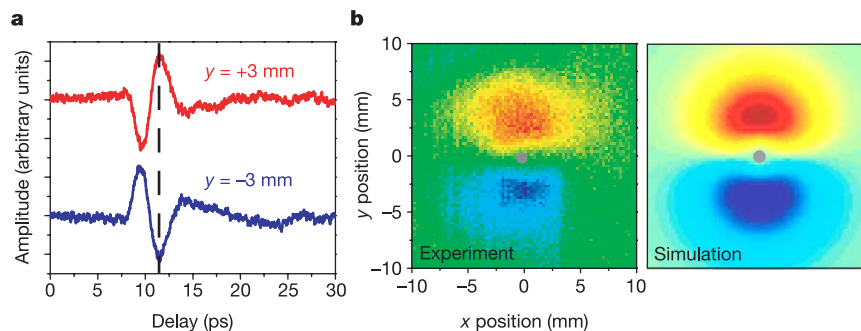 a
Amplitude (arbitrary units)
y = +3 mm
y = −3 mm
0 5 10 15 20 25 30
Delay (ps)
b
y position (mm)
10
5
0
−5
−10
Experiment
Simulation
−10 −5 0 5 10
x position (mm)